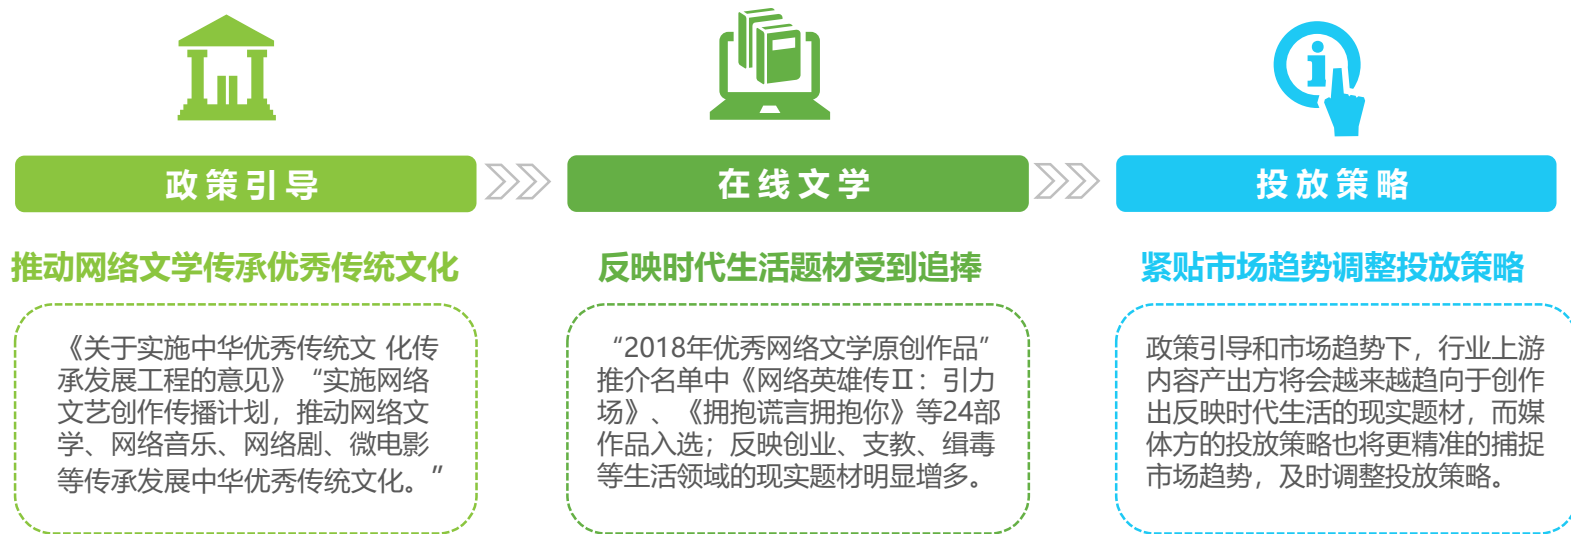 政策引导
推动网络文学传承优秀传统文化
《关于实施中华优秀传统文 化传
承发展工程的意见》“实施网络
文艺创作传播计划，推动网络文
学、网络音乐、网络剧、微电影
等传承发展中华优秀传统文化。”
在线文学
反映时代生活题材受到追捧
“2018年优秀网络文学原创作品”
推介名单中《网络英雄传Ⅱ：引力
场》、《拥抱谎言拥抱你》等24部
作品入选；反映创业、支教、缉毒
等生活领域的现实题材明显增多。
投放策略
紧贴市场趋势调整投放策略
政策引导和市场趋势下，行业上游
内容产出方将会越来越趋向于创作
出反映时代生活的现实题材，而媒
体方的投放策略也将更精准的捕捉
市场趋势，及时调整投放策略。